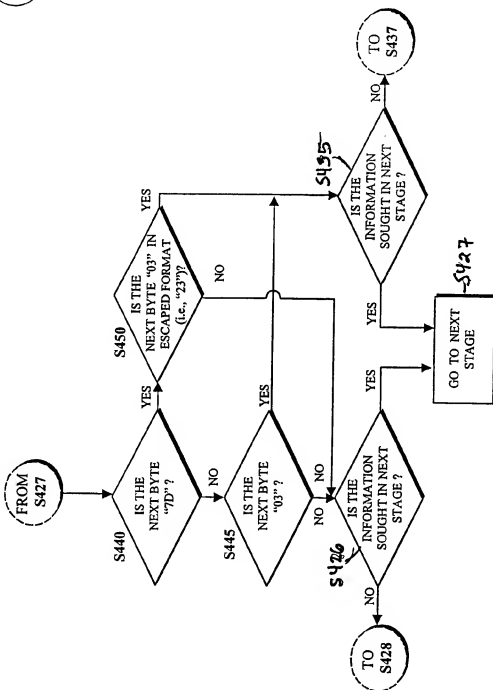 FROM
S427
S440
IS THE
NEXT BYTE
"7D" ?
YES
NO
S450
IS THE
NEXT BYTE "03" IN
ESCAPED FORMAT
(i.e., "23")?
YES
NO
S445
IS THE
NEXT BYTE
"03" ?
YES
NO
NO
S426
IS THE
INFORMATION
SOUGHT IN NEXT
STAGE ?
YES
NO
TO
S428
S435
IS THE
INFORMATION
SOUGHT IN NEXT
STAGE ?
YES
NO
TO
S437
GO TO NEXT
STAGE
S427